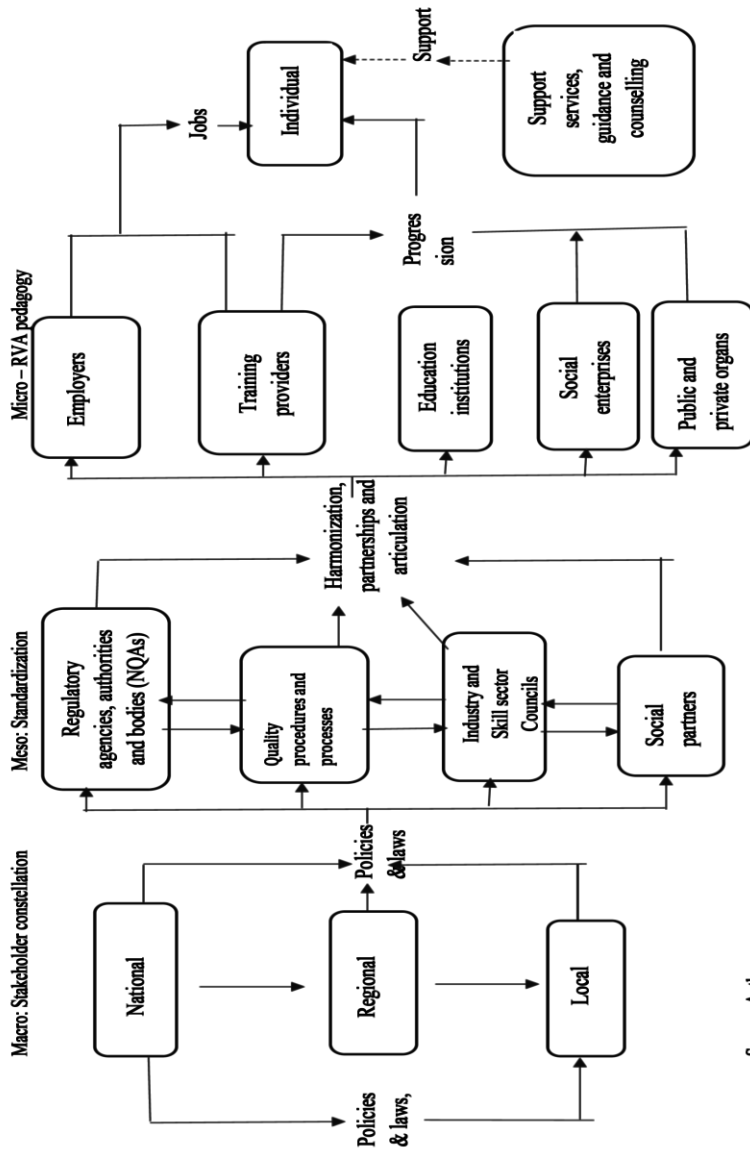 Macro: Stakeholder constellation
National
Regional
Local
Policies
& laws,
Policies
& laws
Meso: Standardization
Regulatory
agencies, authorities
and bodies (NQAs)
Quality
procedures and
processes
Industry and
Skill sector
Councils
Social
partners
Harmonization,
partnerships and
articulation
Micro – RVA pedagogy
Employers
Training
providers
Education
institutions
Social
enterprises
Public and
private organs
Jobs
Progres
sion
Individual
Support
Support
services,
guidance and
counselling